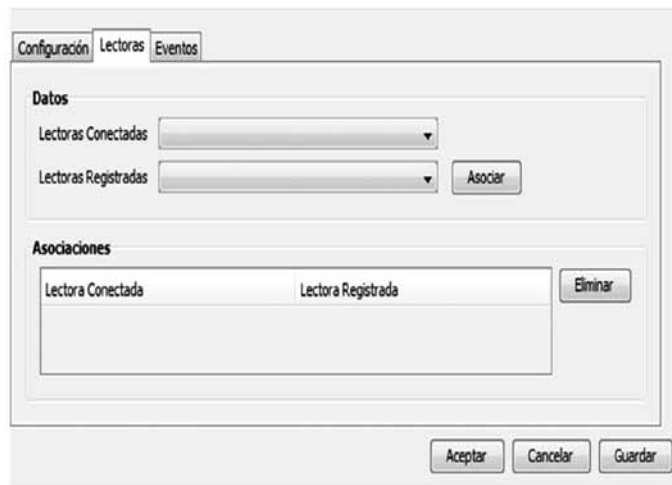 Configuración Lectoras Eventos
Datos
Lectoras Conectadas
Lectoras Registradas Asociar
Asociaciones
Lectora Conectada Lectora Registrada Eliminar
Aceptar Cancelar Guardar